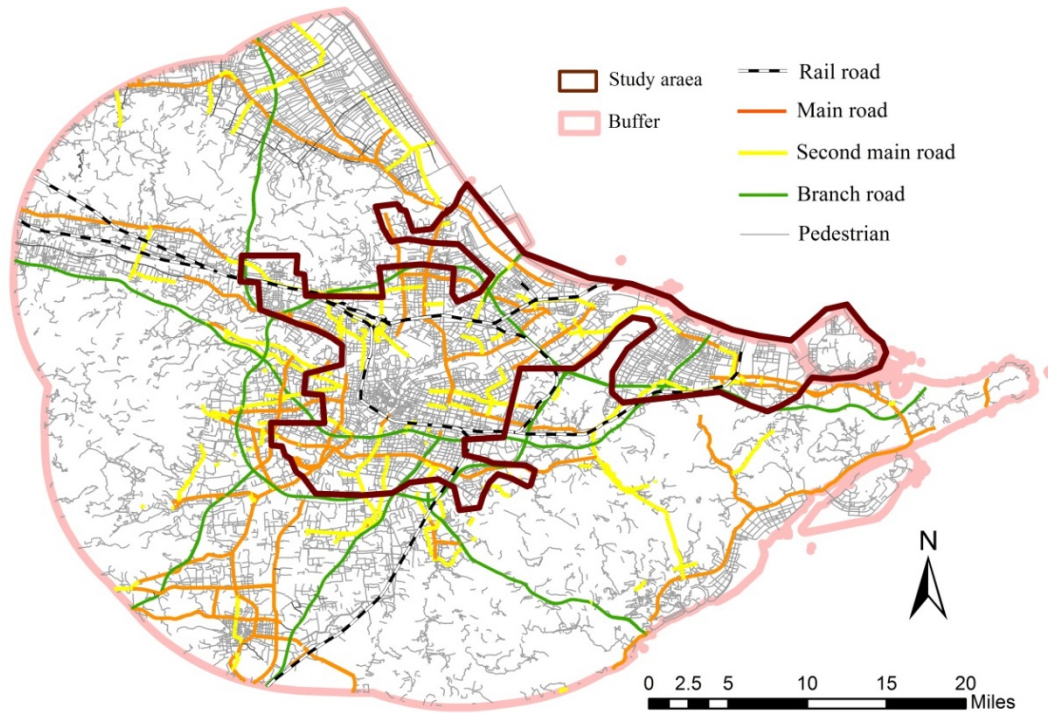 Study araea
Buffer
Rail road
Main road
Second main road
Branch road
Pedestrian
N
0 2.5 5 10 15 20
Miles